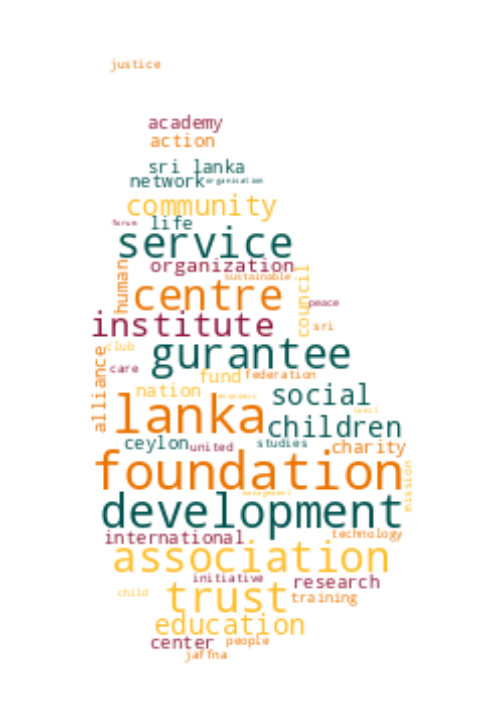 justice
academy
action
sri lanka
network organisation
community
forum life
service
organization
sustainable
human
centre
council
peace
institute
sri
gurantee
club
alliance
care
fund federation
nation
economic
social
lanka
children
tamil
ceylon united studies
charity
foundation
mission
management
development
international
technology
association
initiative
research
child
trust
training
education
center people
jaffna